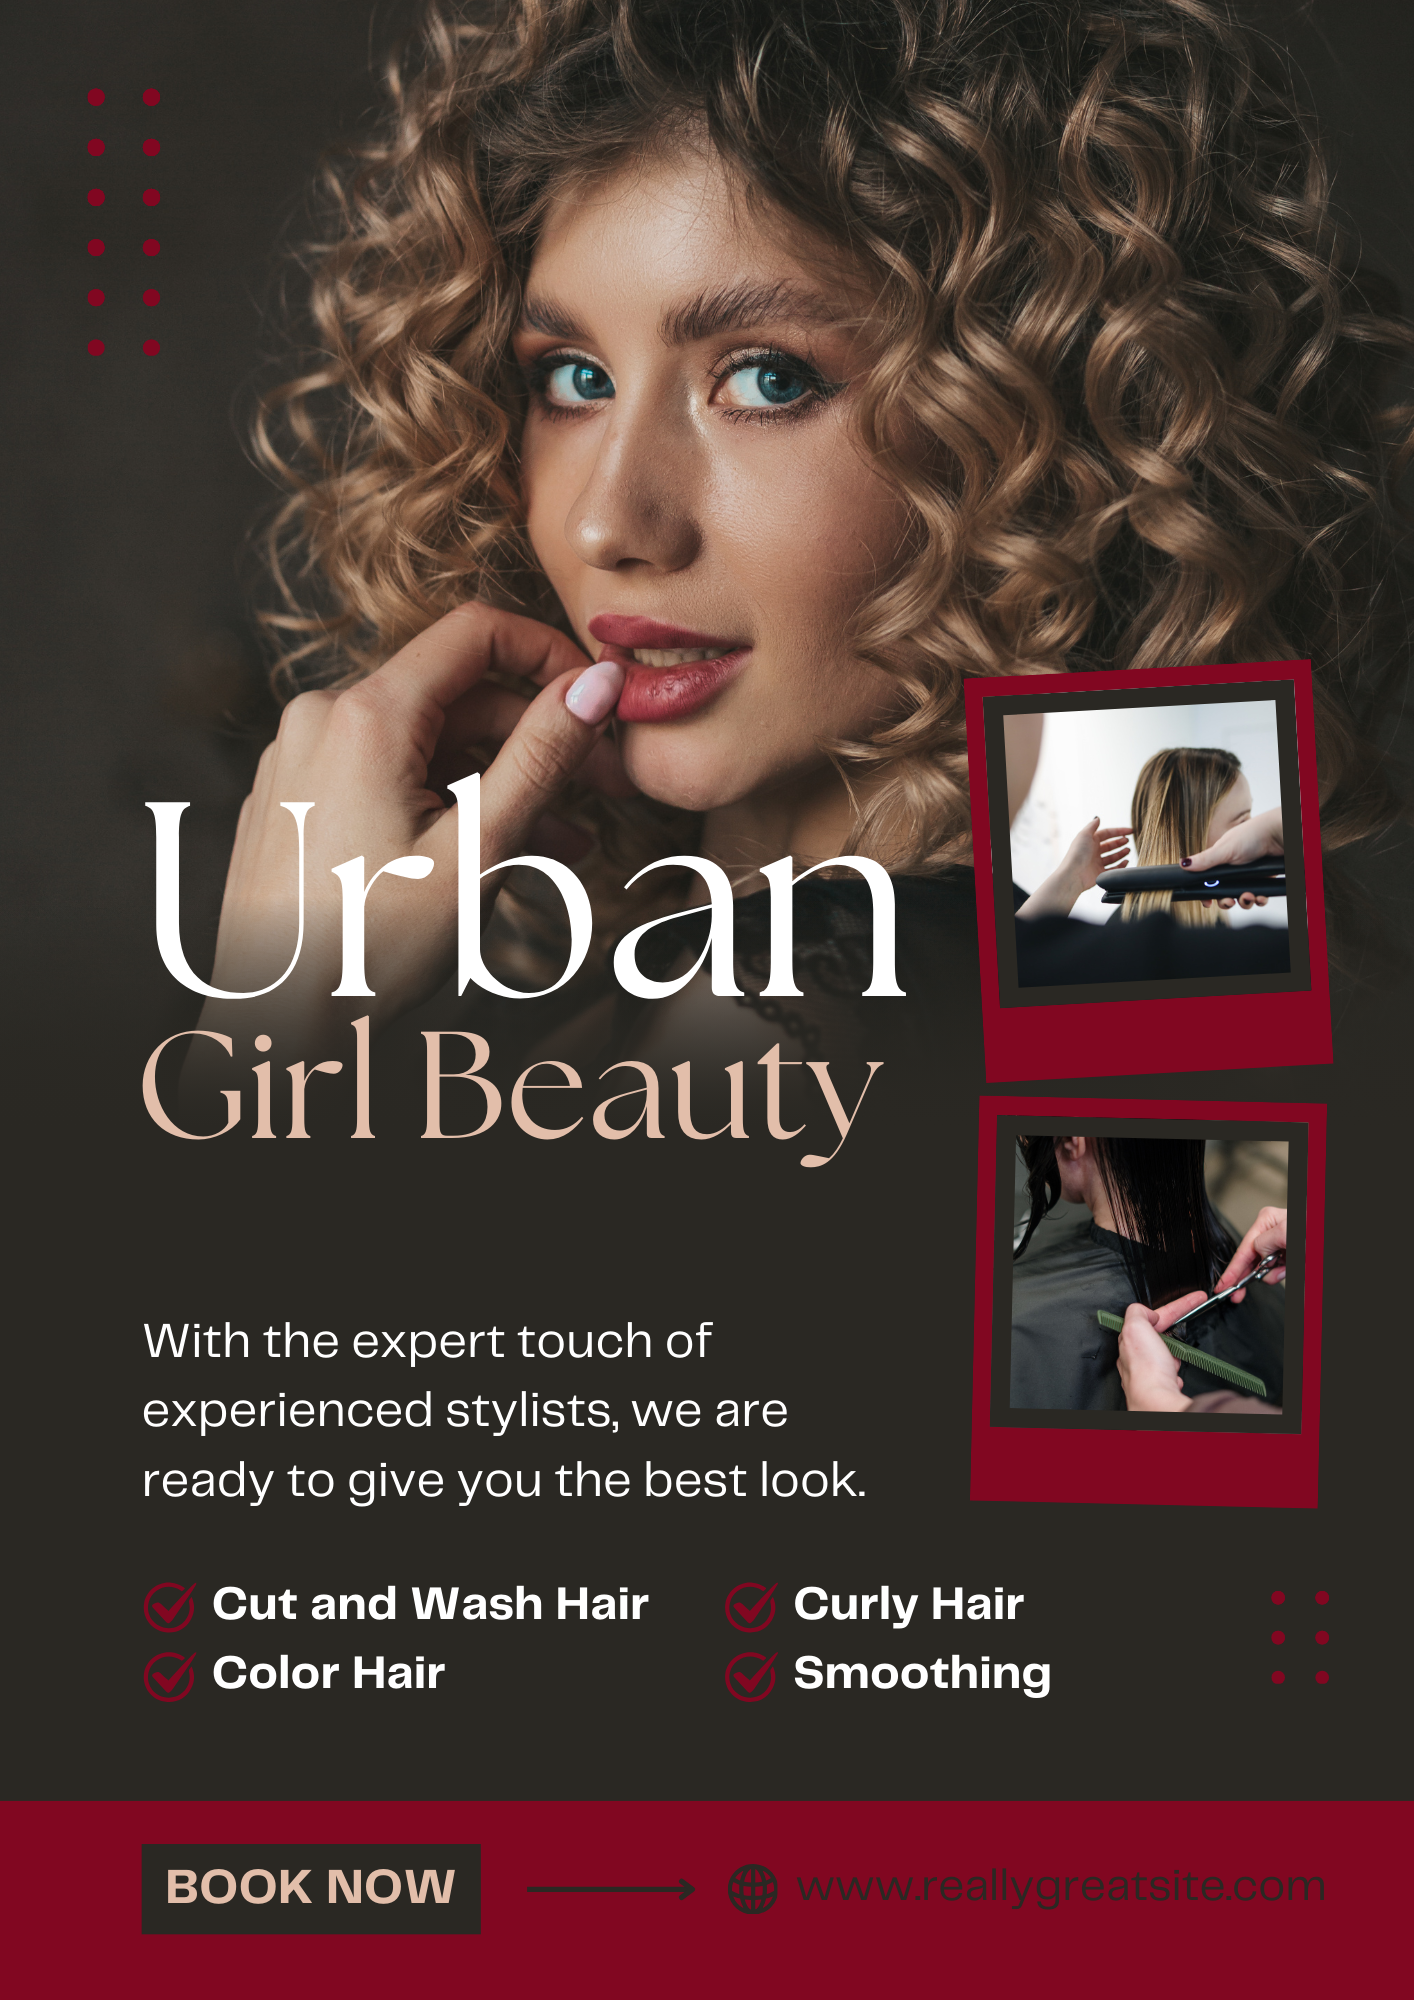 Urban
Girl Beauty
With the expert touch of
experienced stylists, we are
ready to give you the best look.
Cut and Wash Hair
Curly Hair
Color Hair
Smoothing
BOOK NOW
www.reallygreatsite.com